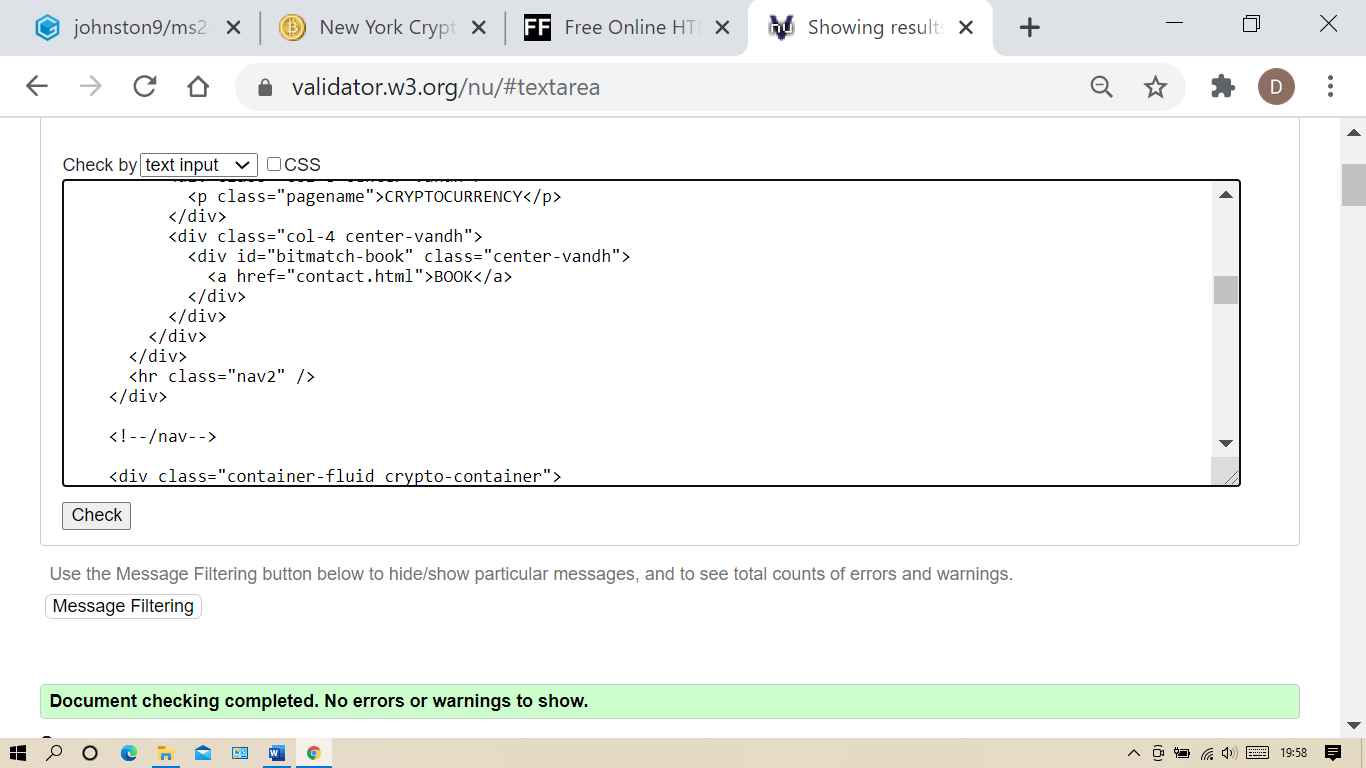 johnston9/ms2-
New York Crypt
FF Free Online HTM
Showing results
validator.w3.org/nu/#textarea
D
Check by text input CSS
<p class="pagename">CRYPTOCURRENCY</p>
</div>
<div class="col-4 center-vandh">
<div id="bitmatch-book" class="center-vandh">
<a href="contact.html">BOOK</a>
</div>
</div>
</div>
</div>
<hr class="nav2" />
</div>
<!--/nav-->
<div class="container-fluid crypto-container">
Check
Use the Message Filtering button below to hide/show particular messages, and to see total counts of errors and warnings.
Message Filtering
Document checking completed. No errors or warnings to show.
19:58